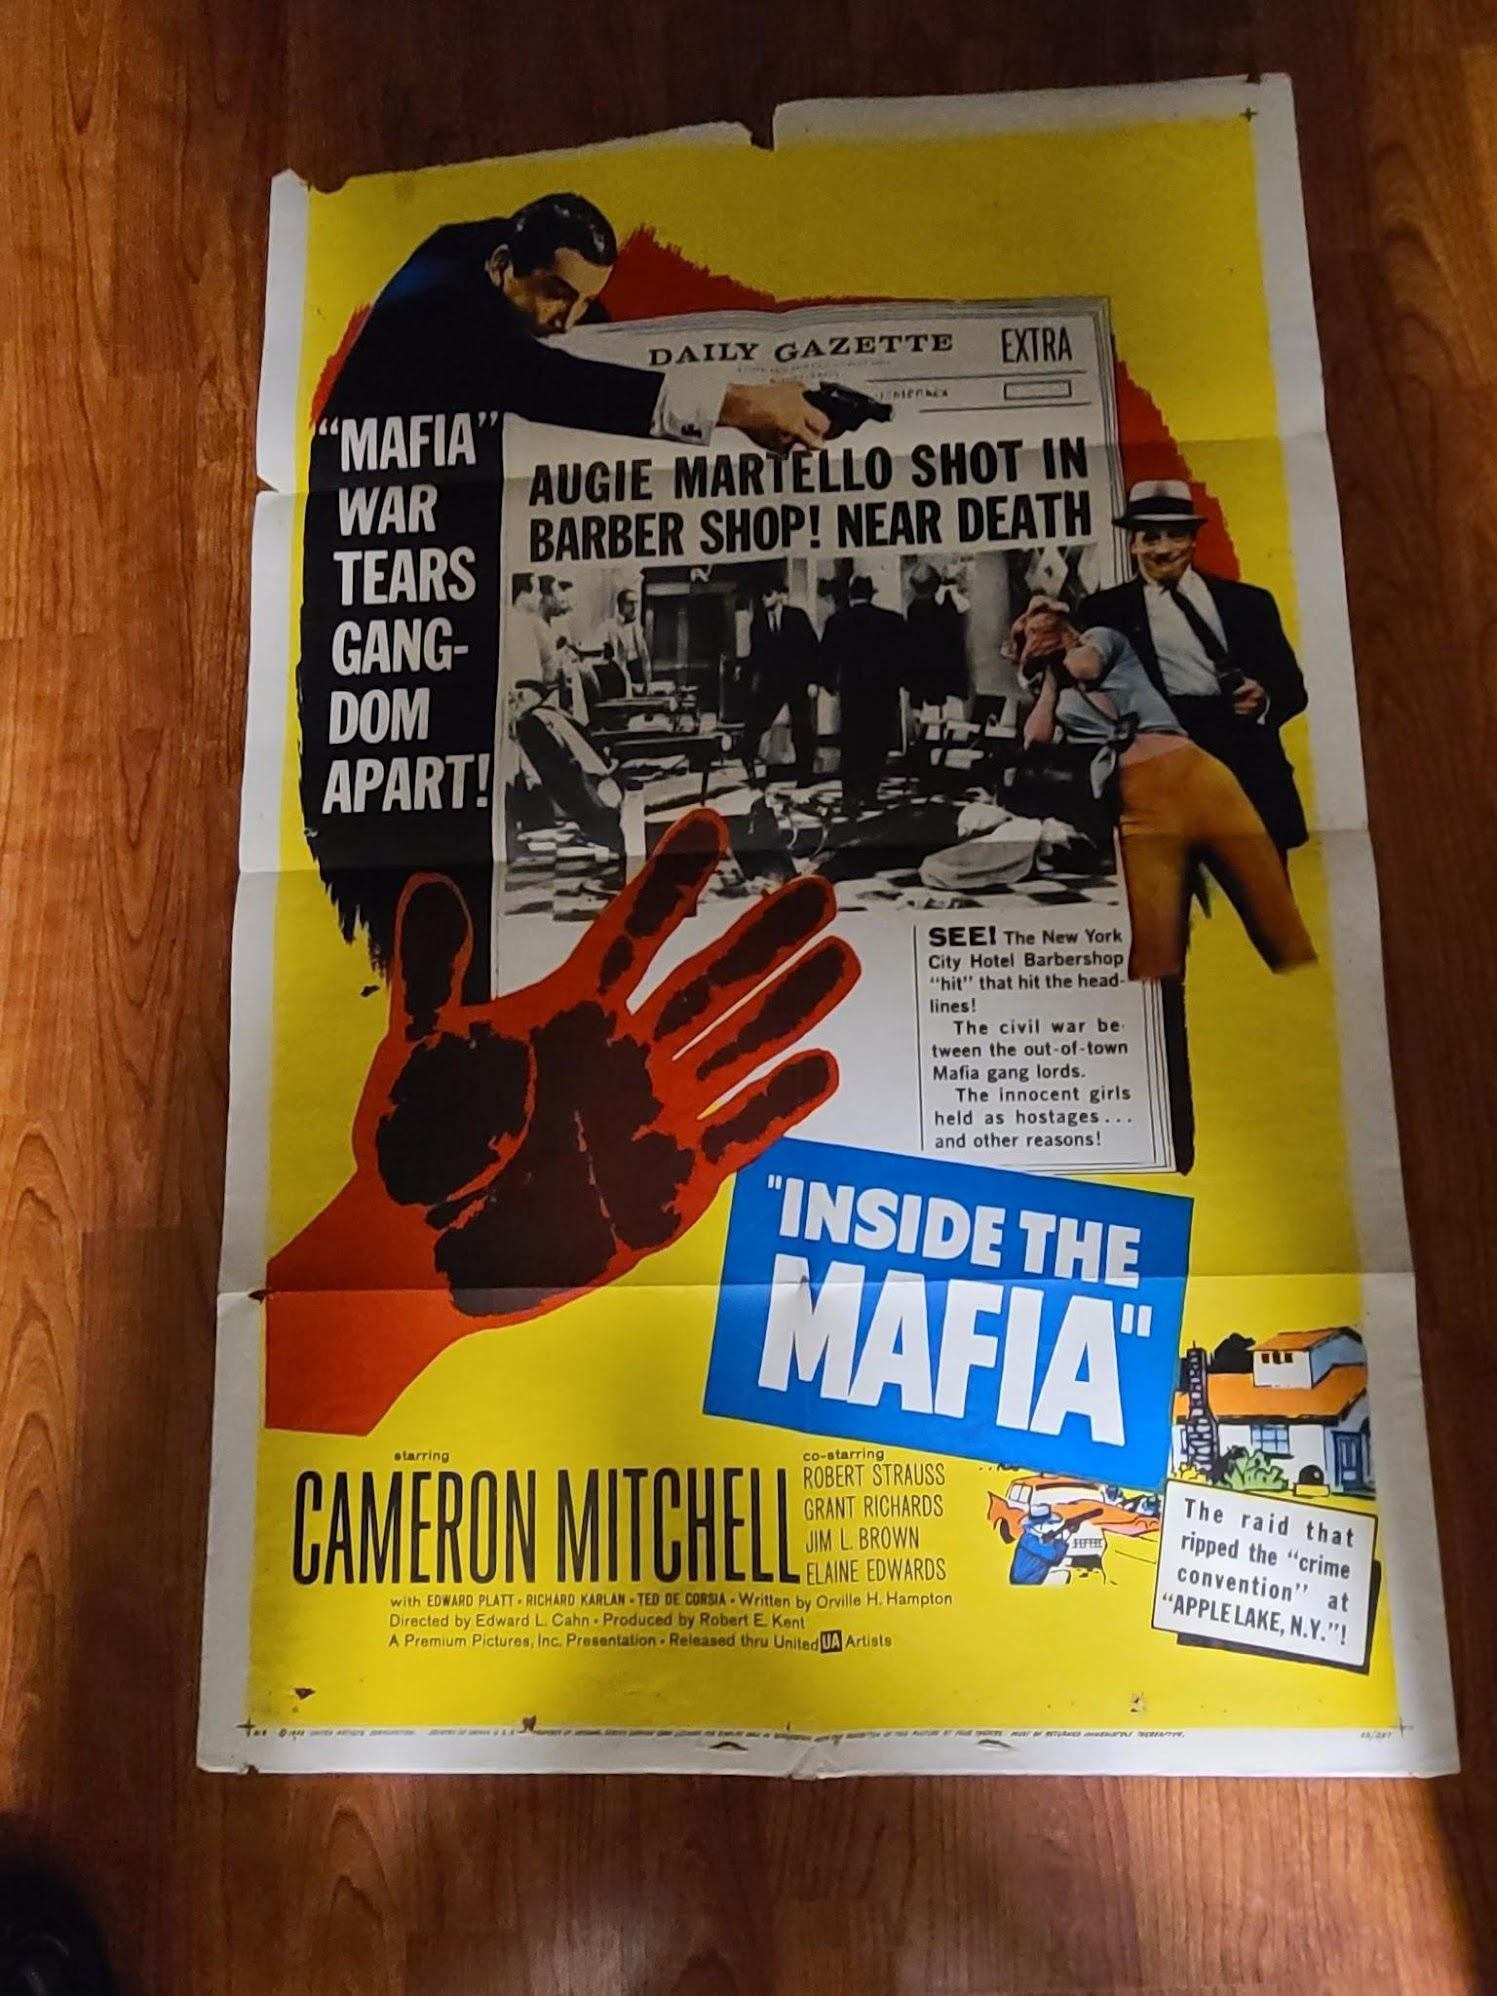 DAILY GAZETTE EXTRA
AUGIE MARTELLO SHOT IN
BARBER SHOP! NEAR DEATH
"MAFIA"
WAR
TEARS
GANG-
DOM
APART!
SEE! The New York
City Hotel Barbershop
"hit" that hit the head-
lines!
The civil war be-
tween the out-of-town
Mafia gang lords.
The innocent girls
held as hostages...
and other reasons!
"INSIDE THE
MAFIA"
starring
CAMERON MITCHELL
co-starring
ROBERT STRAUSS
GRANT RICHARDS
JIM L. BROWN
ELAINE EDWARDS
with EDWARD PLATT • RICHARD KARLAN • TED DE CORSIA • Written by Orville H. Hampton
Directed by Edward L. Cahn • Produced by Robert E. Kent
A Premium Pictures, Inc. Presentation • Released thru United UA Artists
The raid that
ripped the "crime
convention" at
"APPLE LAKE, N.Y."!
UNITED ARTISTS CORPORATION